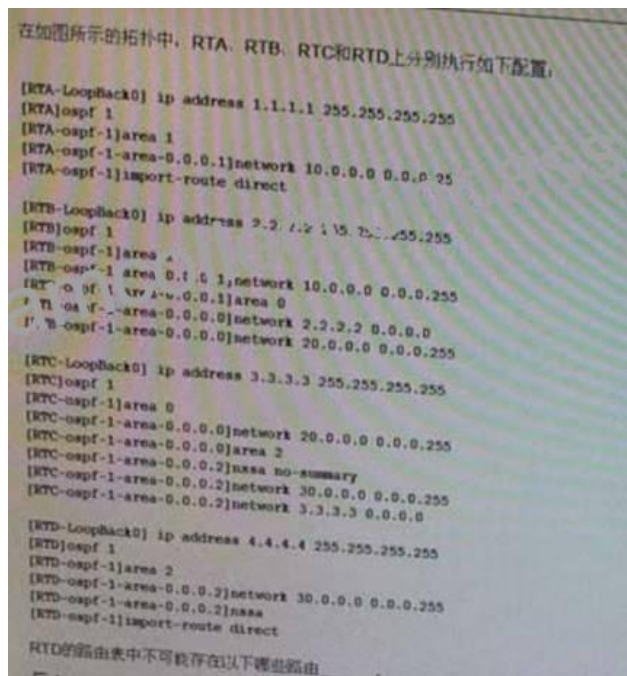 在如图所示的拓扑中，RTA、RTB、RTC和RTD上分别执行如下配置：
[RTA-LoopBack0] ip address 1.1.1.1 255.255.255.255
[RTA]ospf 1
[RTA-ospf-1]area 1
[RTA-ospf-1-area-0.0.0.1]network 10.0.0.0
[RTA-ospf-1]import-route direct
[RTB-LoopBack0] ip address
[RTB]ospf 1
[RTB-ospf-1]area
network 10.0.0.0 0.0.0.255
area 0
network 2.2.2.2 0.0.0.0
network 20.0.0.0 0.0.0.255
[RTC-LoopBack0] ip address 3.3.3.3 255.255.255.255
[RTC]ospf 1
[RTC-ospf-1]area 0
[RTC-ospf-1-area-0.0.0.0]network 20.0.0.0 0.0.0.255
[RTC-ospf-1-area-0.0.0.0]area 2
[RTC-ospf-1-area-0.0.0.2]nssa no-summary
[RTC-ospf-1-area-0.0.0.2]network 30.0.0.0 0.0.0.255
[RTC-ospf-1-area-0.0.0.2]network 3.3.3.3 0.0.0.0
[RTD-LoopBack0] ip address 4.4.4.4 255.255.255.255
[RTD]ospf 1
[RTD-ospf-1]area 2
[RTD-ospf-1-area-0.0.0.2]network 30.0.0.0 0.0.0.255
[RTD-ospf-1-area-0.0.0.2]nssa
[RTD-ospf-1]import-route direct
RTD的路由表中不可能存在以下哪些路由